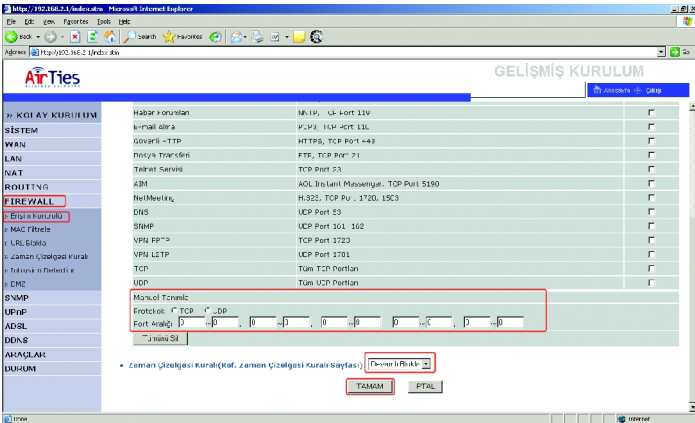 http://192.168.2.1/index.stm - Microsoft Internet Explorer
File Edit View Favorites Tools Help
Back Search Favorites
Address http://192.168.2.1/index.stm Go
AirTies
GELİŞMİŞ KURULUM
Anasayfa Çıkış
» KOLAY KURULUM
SİSTEM
WAN
LAN
NAT
ROUTING
FIREWALL
» Erişim Kontrolü
» MAC Filtrele
» URL Blokla
» Zaman Çizelgesi Kuralı
» Intrusion Detection
» DMZ
SNMP
UPnP
ADSL
DDNS
ARAÇLAR
DURUM
Haber Forumları NNTP, TCP Port 119
E-mail Alma POP3, TCP Port 110
Güvenli HTTP HTTPS, TCP Port 443
Dosya Transferi FTP, TCP Port 21
Telnet Servisi TCP Port 23
AIM AOL Instant Messenger, TCP Port 5190
NetMeeting H.323, TCP Port 1720, 1503
DNS UDP Port 53
SNMP UDP Port 161, 162
VPN PPTP TCP Port 1723
VPN L2TP UDP Port 1701
TCP Tüm TCP Portları
UDP Tüm UDP Portları
Manuel Tanımla
Protokol: TCP UDP
Port Aralığı: 0 ~ 0 , 0 ~ 0 , 0 ~ 0 , 0 ~ 0 , 0 ~ 0
Tümünü Sil
• Zaman Çizelgesi Kuralı(Ref. Zaman Çizelgesi Kuralı Sayfası): Devamlı Blokla
TAMAM İPTAL
Done Internet